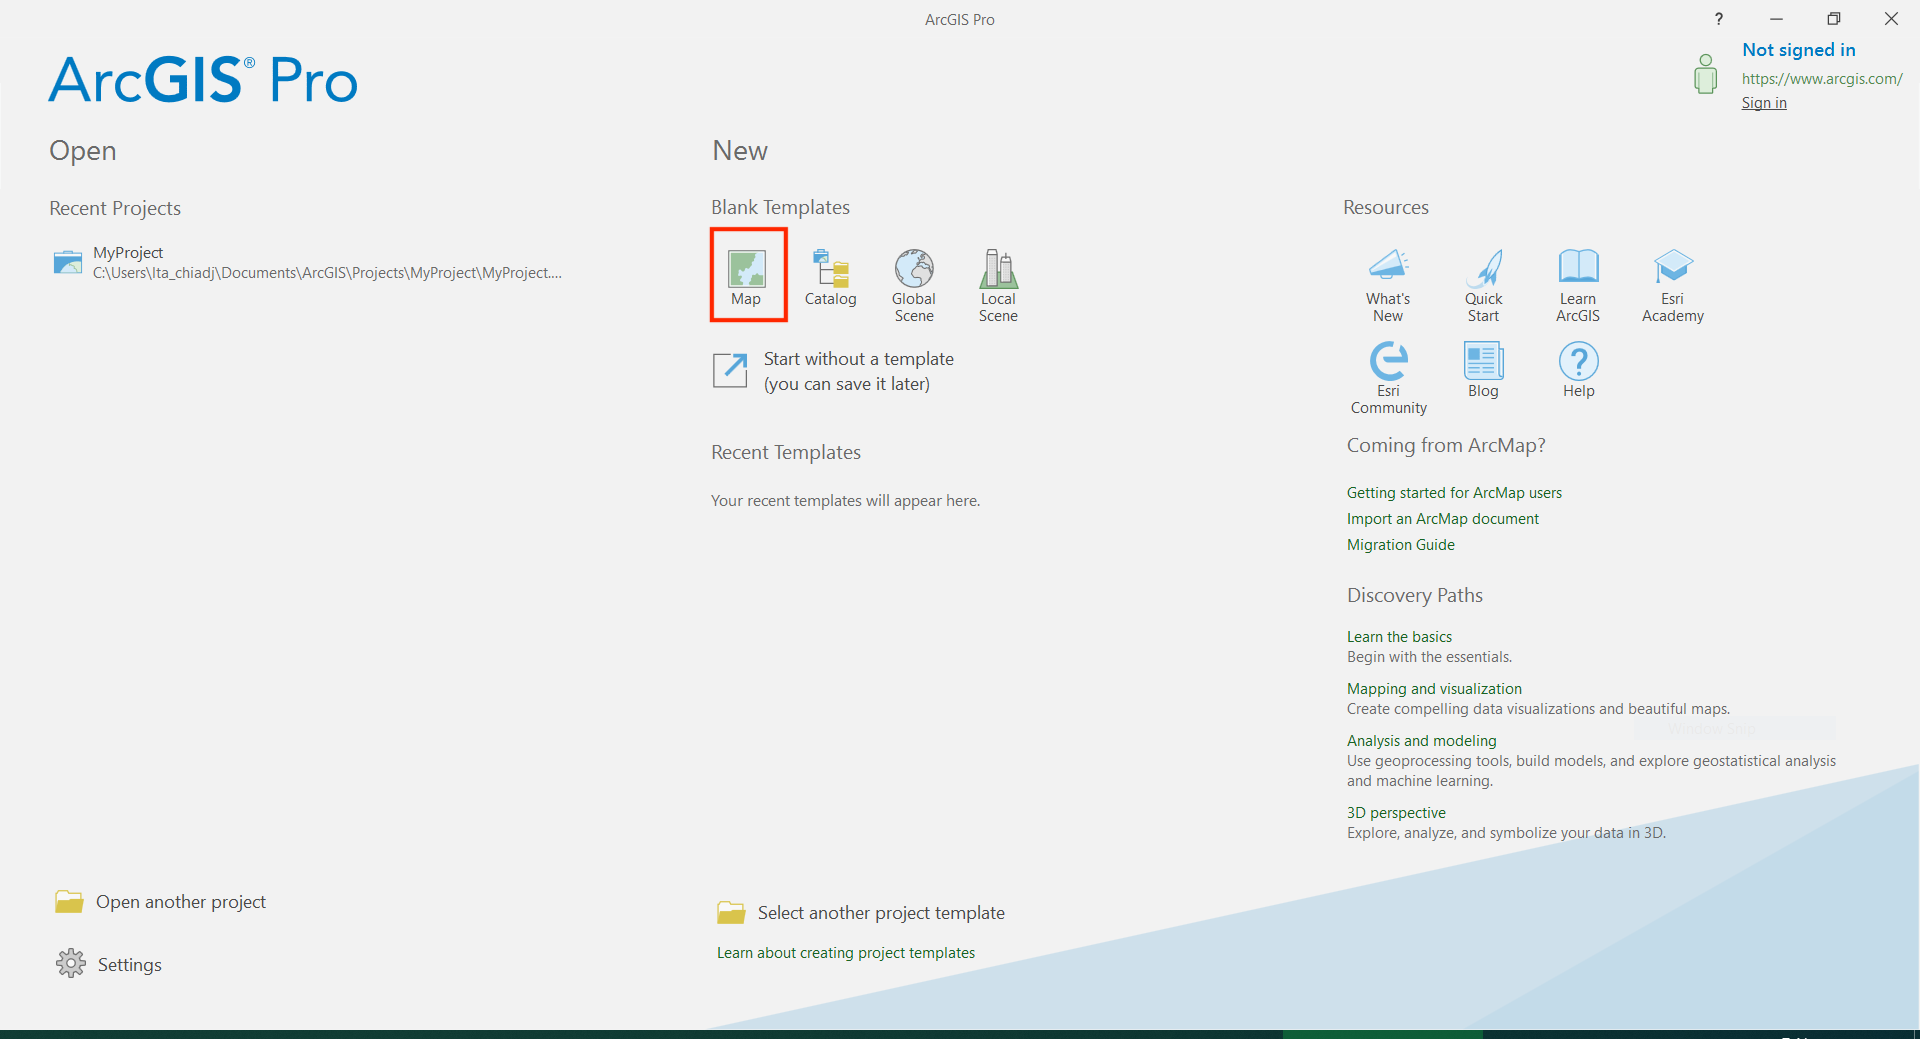 ArcGIS Pro
?
ArcGIS® Pro
Not signed in
https://www.arcgis.com/
Sign in
Open
Recent Projects
MyProject
C:\Users\lta_chiadj\Documents\ArcGIS\Projects\MyProject\MyProject....
Open another project
Settings
New
Blank Templates
Map
Catalog
Global
Scene
Local
Scene
Start without a template
(you can save it later)
Recent Templates
Your recent templates will appear here.
Select another project template
Learn about creating project templates
Resources
What's
New
Quick
Start
Learn
ArcGIS
Esri
Academy
Esri
Community
Blog
Help
Coming from ArcMap?
Getting started for ArcMap users
Import an ArcMap document
Migration Guide
Discovery Paths
Learn the basics
Begin with the essentials.
Mapping and visualization
Create compelling data visualizations and beautiful maps.
Window Snip
Analysis and modeling
Use geoprocessing tools, build models, and explore geostatistical analysis
and machine learning.
3D perspective
Explore, analyze, and symbolize your data in 3D.